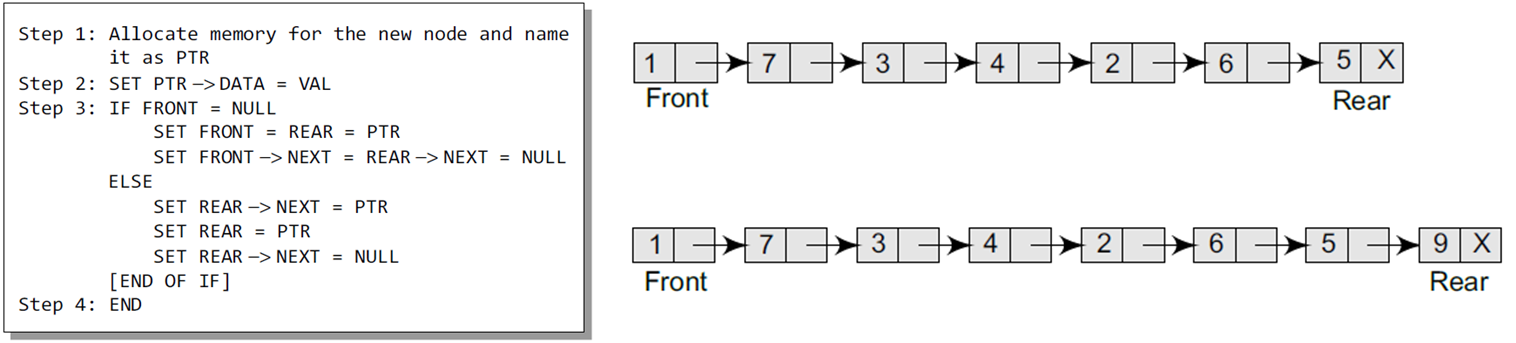 Step 1: Allocate memory for the new node and name
it as PTR
Step 2: SET PTR->DATA = VAL
Step 3: IF FRONT = NULL
SET FRONT = REAR = PTR
SET FRONT->NEXT = REAR->NEXT = NULL
ELSE
SET REAR->NEXT = PTR
SET REAR = PTR
SET REAR->NEXT = NULL
[END OF IF]
Step 4: END
1 7 3 4 2 6 5 X
Front Rear
1 7 3 4 2 6 5 9 X
Front Rear